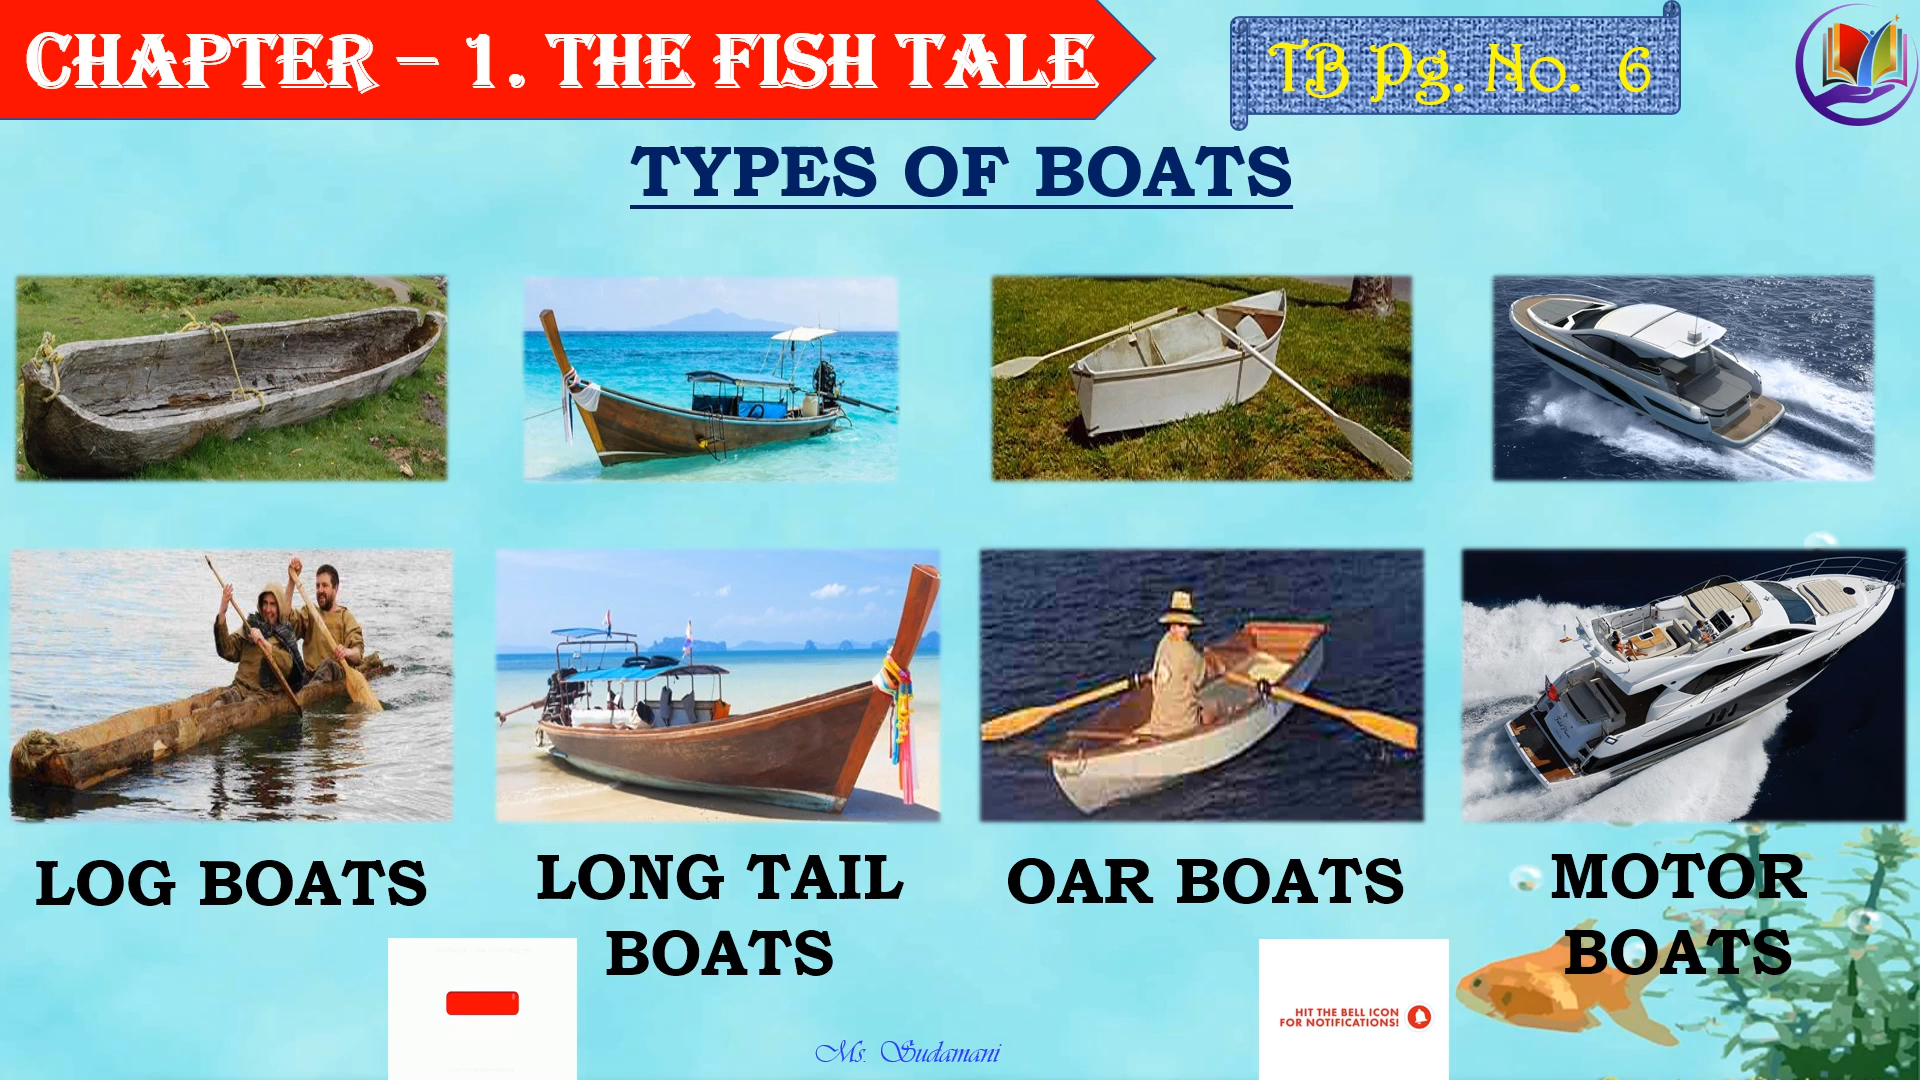 CHAPTER – 1. THE FISH TALE
TB Pg. No. 6
TYPES OF BOATS
LOG BOATS
LONG TAIL
BOATS
OAR BOATS
MOTOR
BOATS
HIT THE BELL ICON
FOR NOTIFICATIONS!
Ms. Sudamani